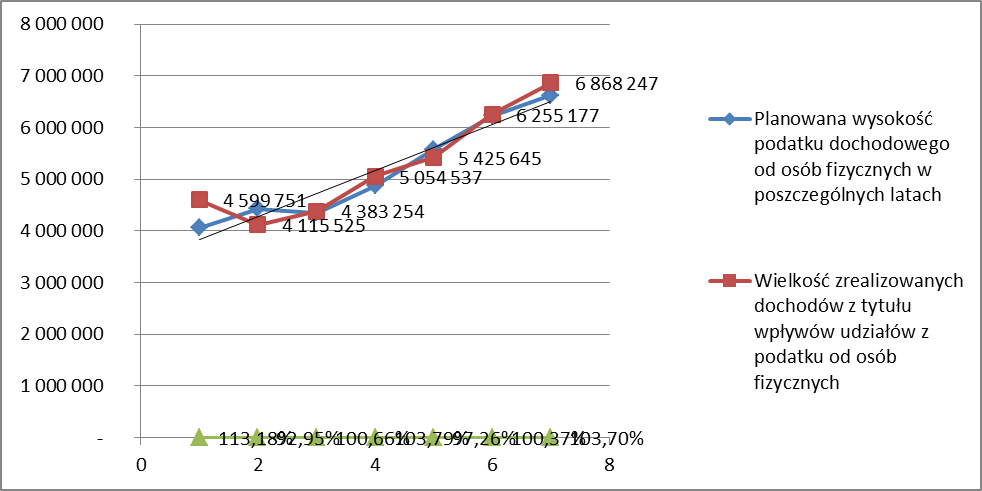 8 000 000
7 000 000
6 000 000
5 000 000
4 000 000
3 000 000
2 000 000
1 000 000
-
0
2
4
6
8
4 599 751
4 115 525
4 383 254
5 054 537
5 425 645
6 255 177
6 868 247
113,18%
92,95%
100,66%
103,79%
97,26%
100,37%
103,70%
Planowana wysokość
podatku dochodowego
od osób fizycznych w
poszczególnych latach
Wielkość zrealizowanych
dochodów z tytułu
wpływów udziałów z
podatku od osób
fizycznych